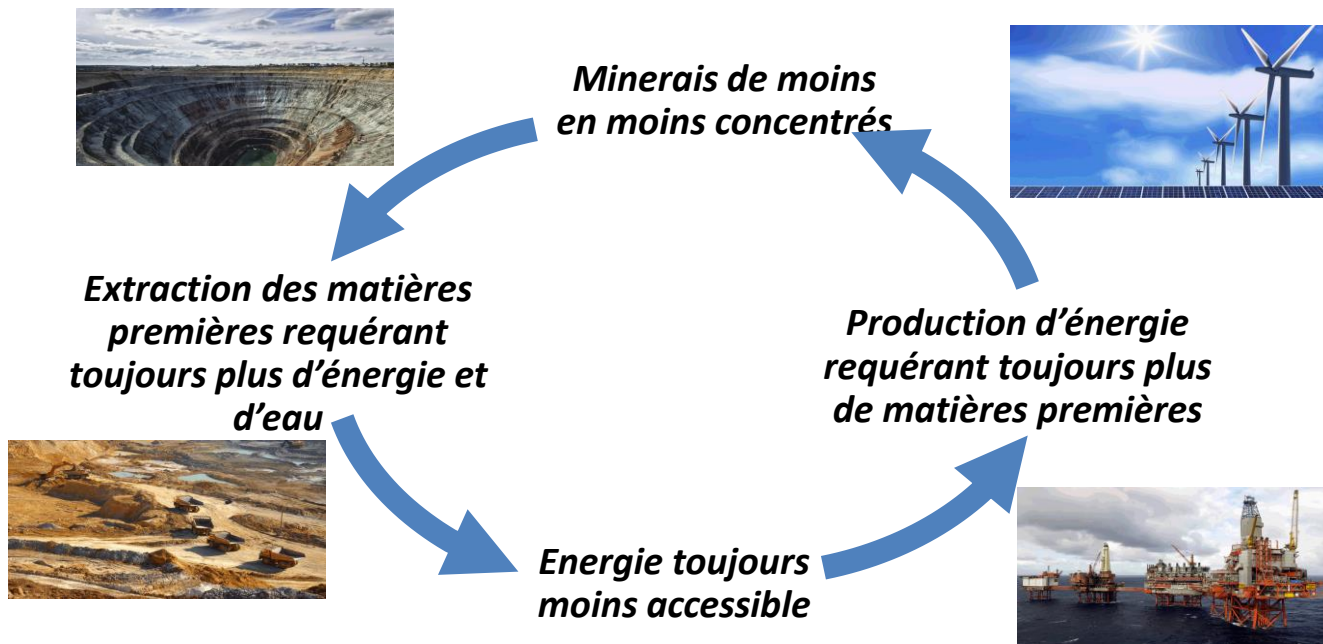 Minerais de moins
en moins concentrés
Extraction des matières
premières requérant
toujours plus d’énergie et
d’eau
Production d’énergie
requérant toujours plus
de matières premières
Energie toujours
moins accessible